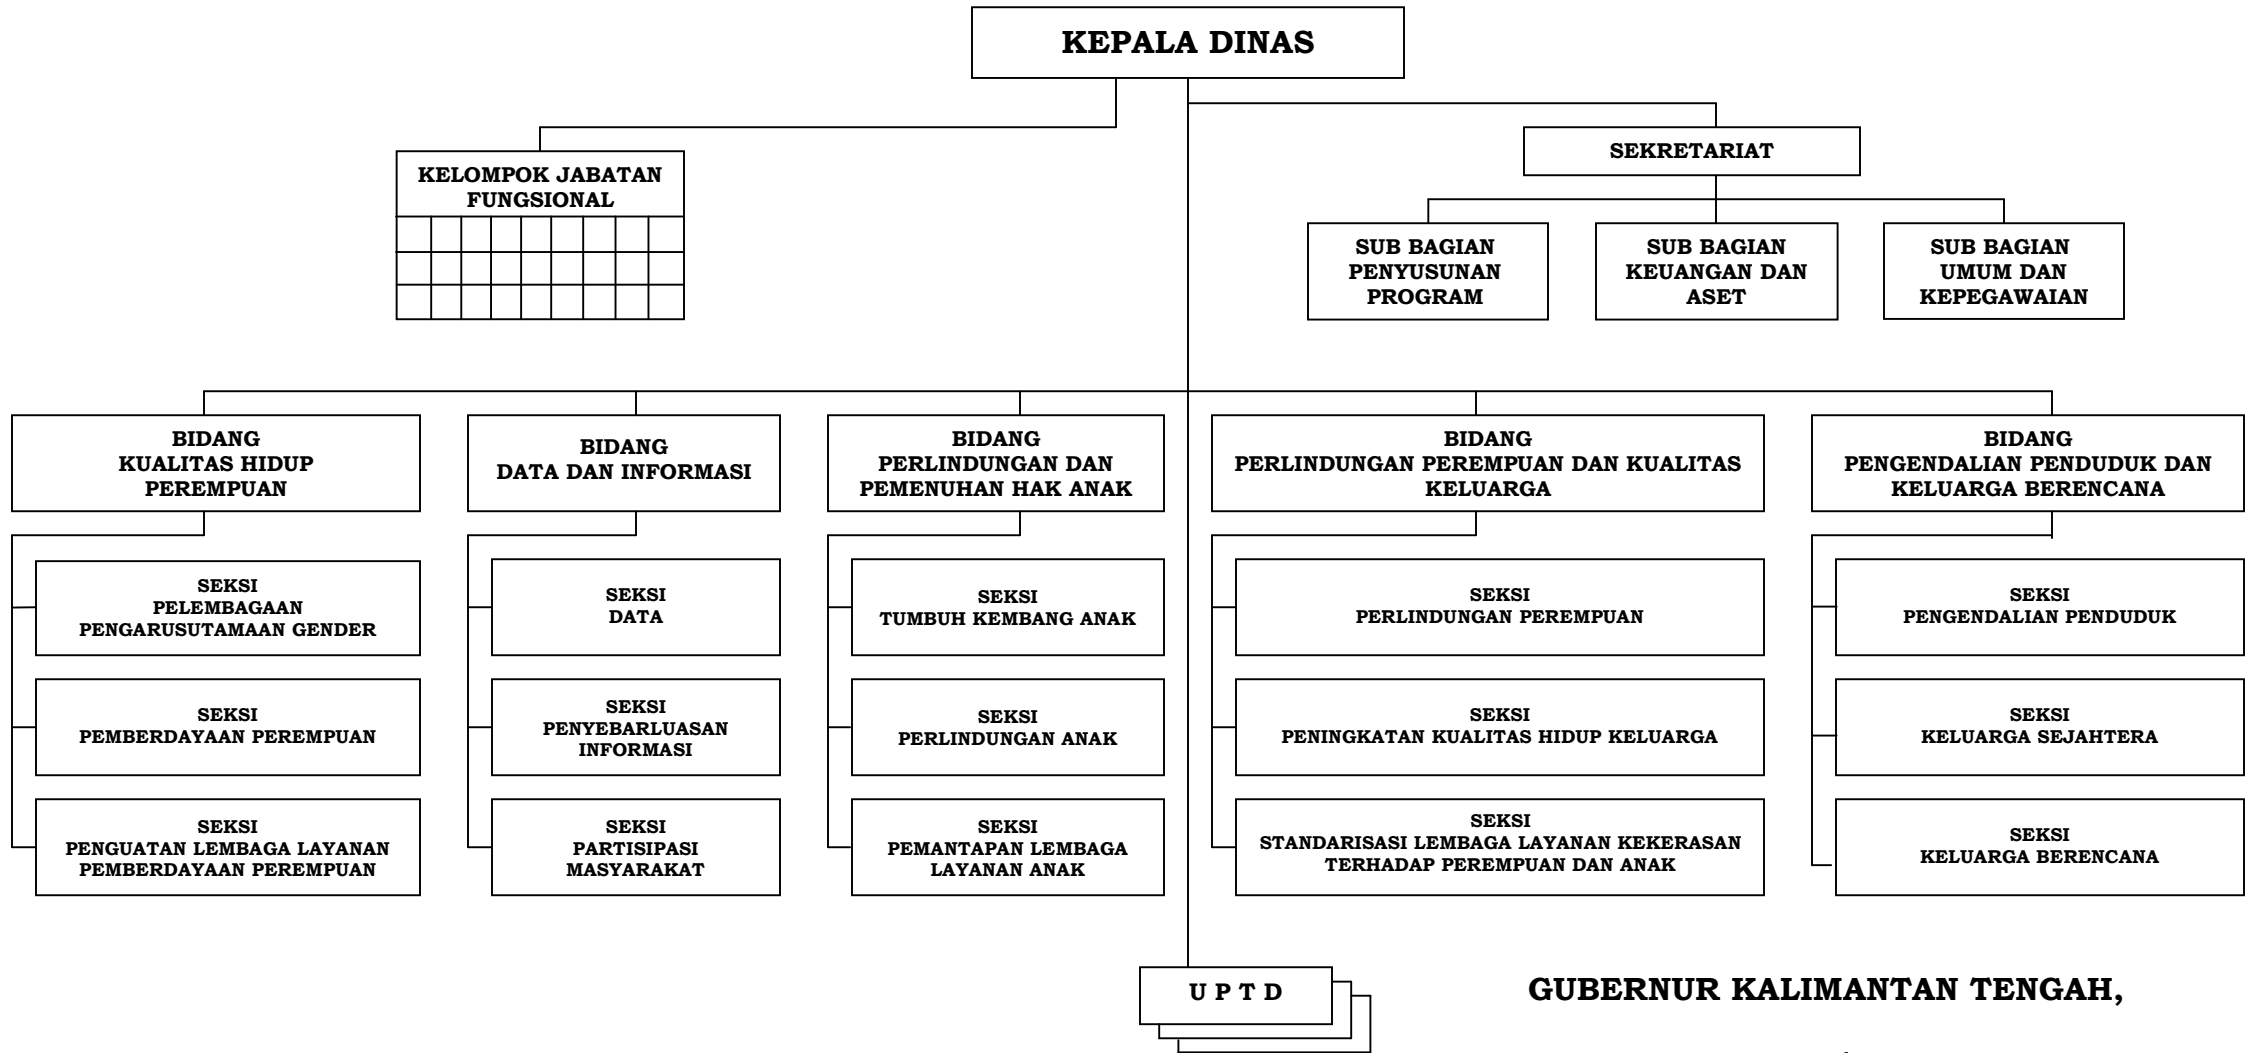 KEPALA DINAS
KELOMPOK JABATAN
FUNGSIONAL
SEKRETARIAT
SUB BAGIAN
PENYUSUNAN
PROGRAM
SUB BAGIAN
KEUANGAN DAN
ASET
SUB BAGIAN
UMUM DAN
KEPEGAWAIAN
BIDANG
KUALITAS HIDUP
PEREMPUAN
BIDANG
DATA DAN INFORMASI
BIDANG
PERLINDUNGAN DAN
PEMENUHAN HAK ANAK
BIDANG
PERLINDUNGAN PEREMPUAN DAN KUALITAS
KELUARGA
BIDANG
PENGENDALIAN PENDUDUK DAN
KELUARGA BERENCANA
SEKSI
PELEMBAGAAN
PENGARUSUTAMAAN GENDER
SEKSI
DATA
SEKSI
TUMBUH KEMBANG ANAK
SEKSI
PERLINDUNGAN PEREMPUAN
SEKSI
PENGENDALIAN PENDUDUK
SEKSI
PEMBERDAYAAN PEREMPUAN
SEKSI
PENYEBARLUASAN
INFORMASI
SEKSI
PERLINDUNGAN ANAK
SEKSI
PENINGKATAN KUALITAS HIDUP KELUARGA
SEKSI
KELUARGA SEJAHTERA
SEKSI
PENGUATAN LEMBAGA LAYANAN
PEMBERDAYAAN PEREMPUAN
SEKSI
PARTISIPASI
MASYARAKAT
SEKSI
PEMANTAPAN LEMBAGA
LAYANAN ANAK
SEKSI
STANDARISASI LEMBAGA LAYANAN KEKERASAN
TERHADAP PEREMPUAN DAN ANAK
SEKSI
KELUARGA BERENCANA
U P T D
GUBERNUR KALIMANTAN TENGAH,